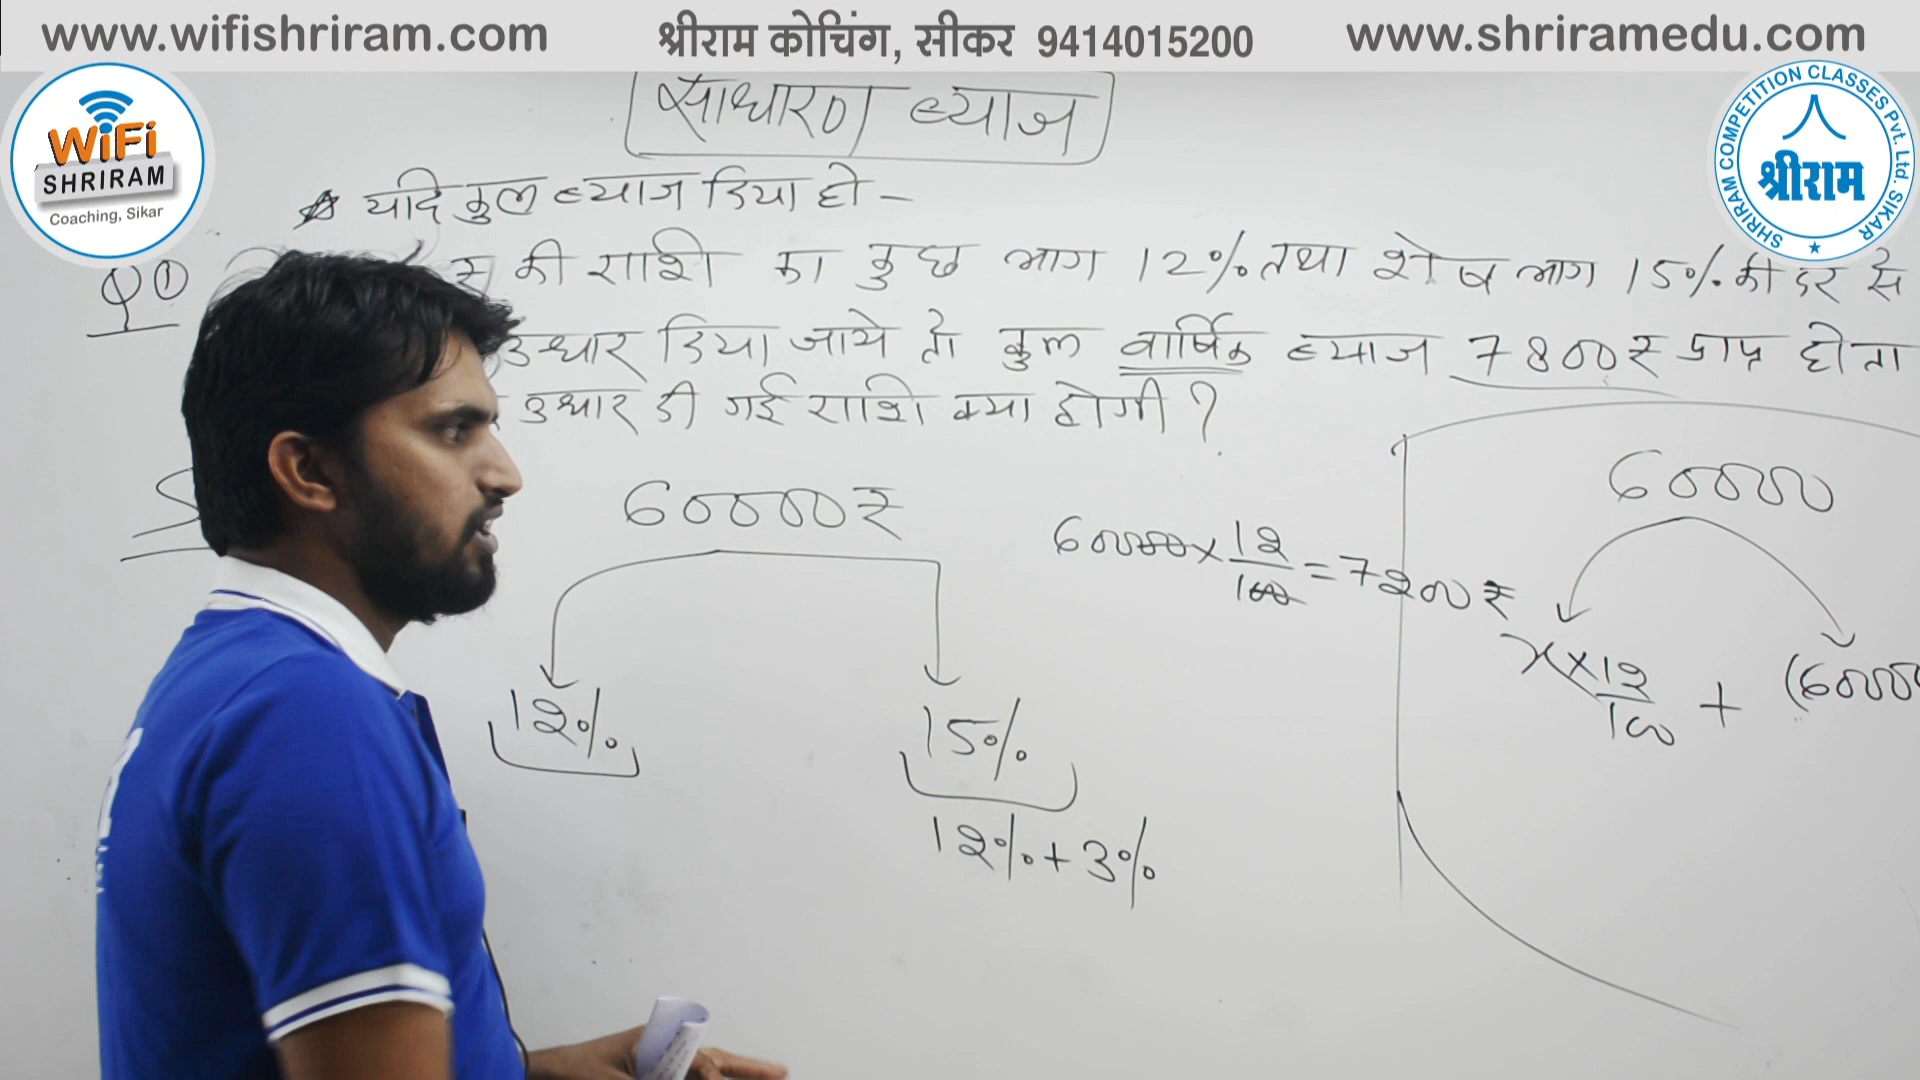 www.wifishriram.com
श्रीराम कोचिंग, सीकर 9414015200
www.shriramedu.com
WiFi
SHRIRAM
Coaching, Sikar
SHRIRAM COMPETITION CLASSES Pvt. Ltd. SIKAR
श्रीराम
साधारण ब्याज
यदि कुल ब्याज दिया हो -
Q①
रु की राशि का कुछ भाग 12% तथा शेष भाग 15% की दर से
उधार दिया जाये तो कुल वार्षिक ब्याज 7800₹ प्राप्त होता
उधार दी गई राशि क्या होगी ?
60000₹
60000 × 12/100 = 7200₹
60000
12%
15%
x × 12/100 + (6000
12% + 3%